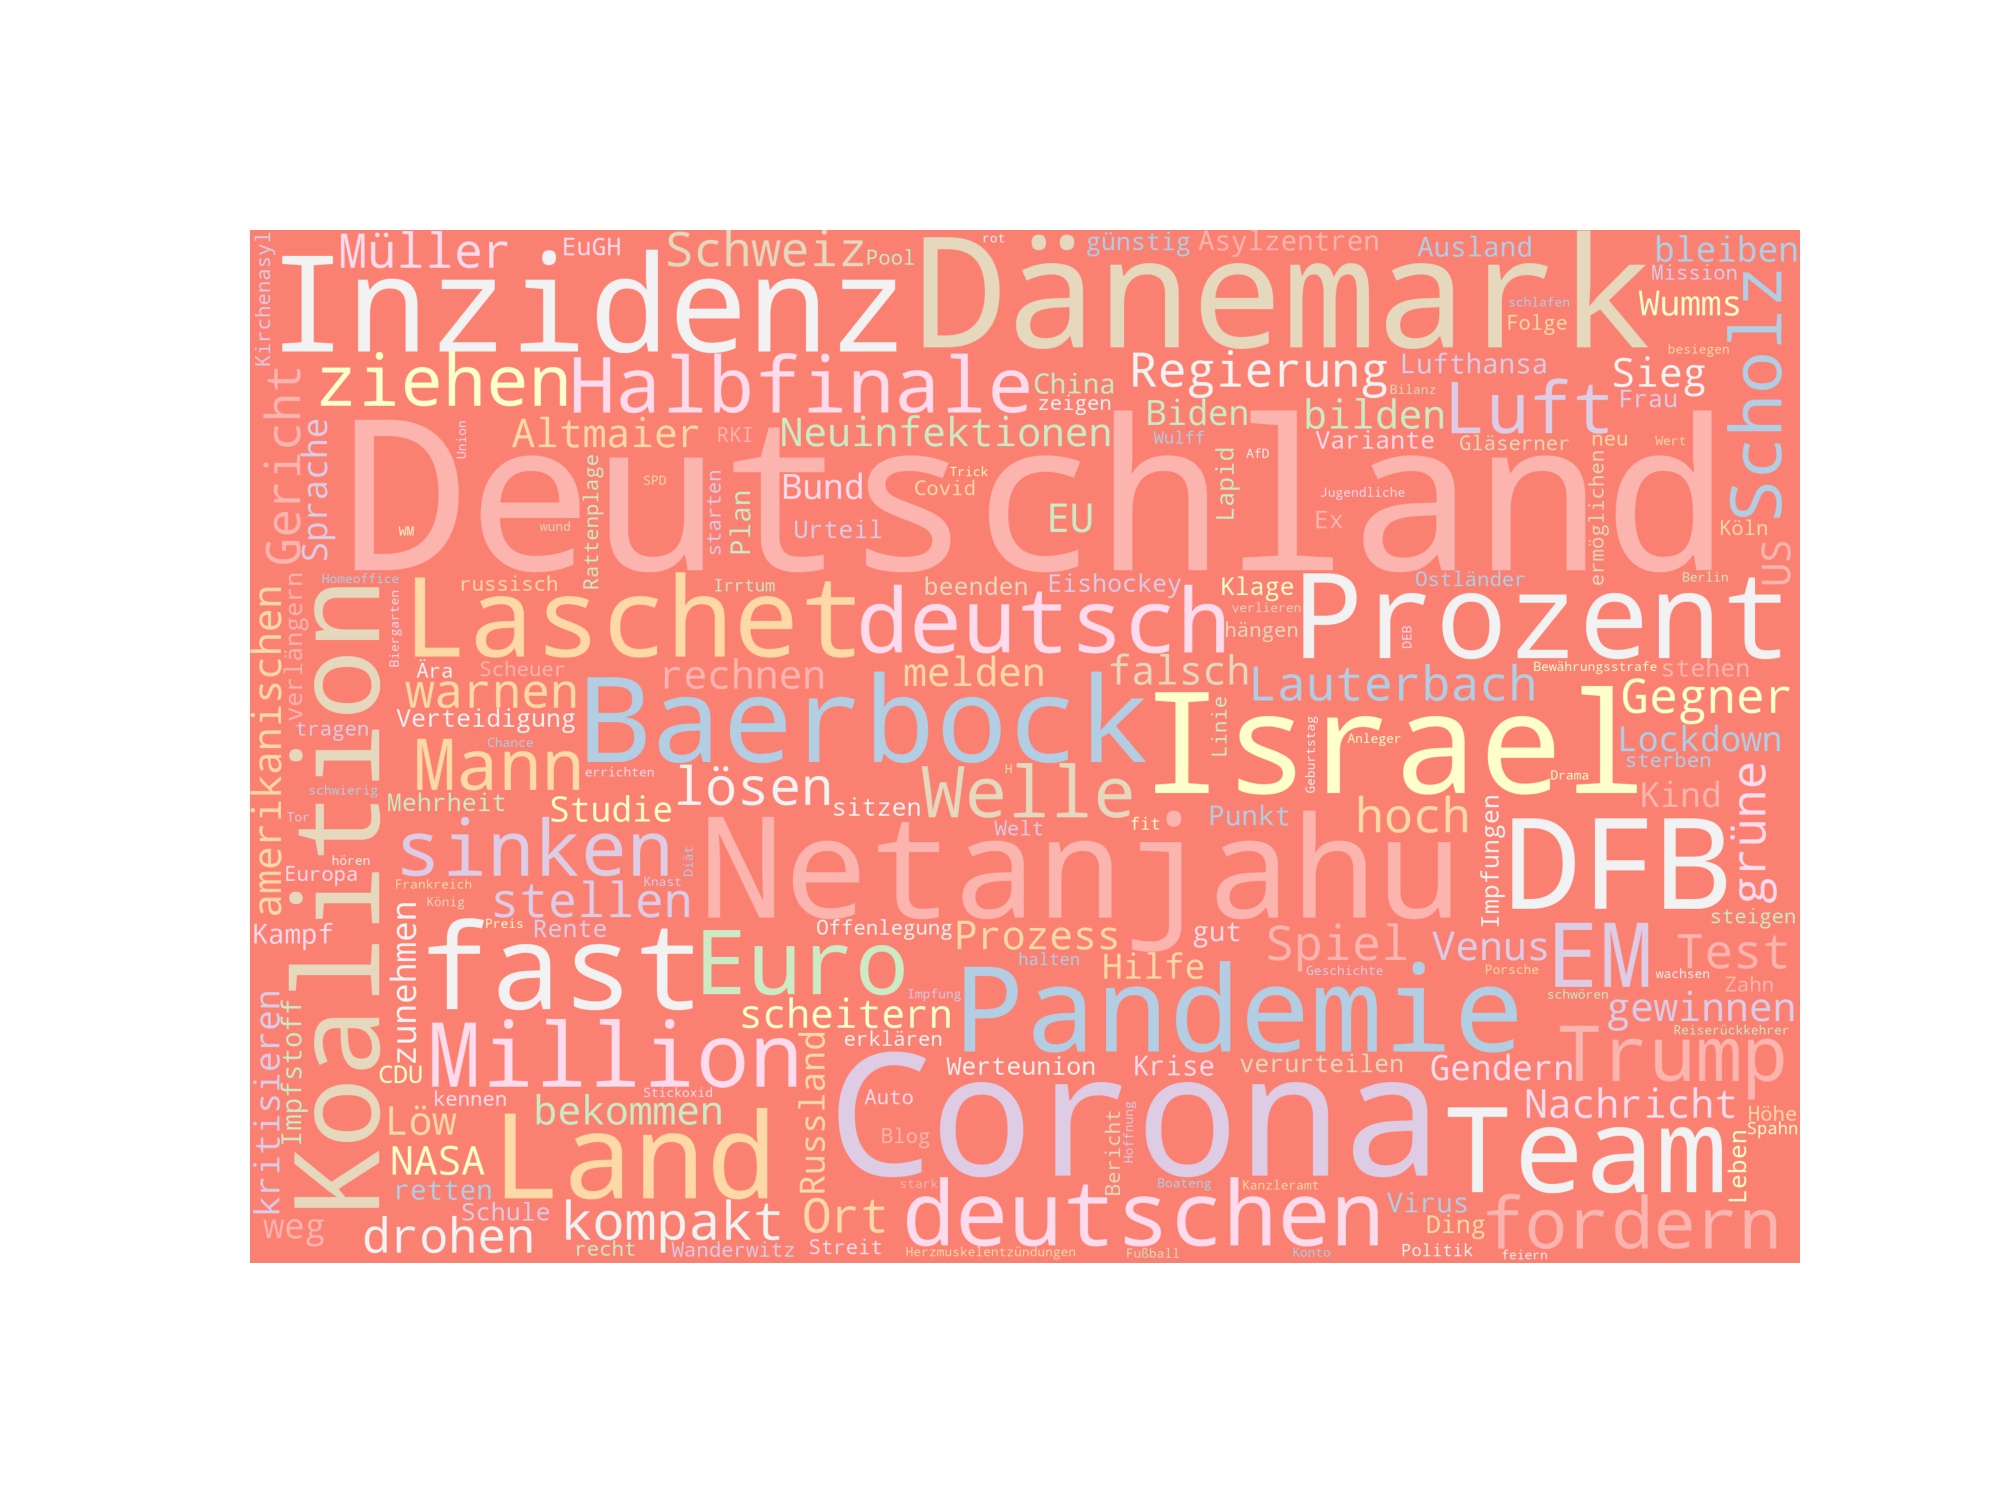 Kirchenasyl
Müller
EuGH
Schweiz
Pool
rot
günstig
Asylzentren
Ausland
bleiben
Inzidenz
Dänemark
Mission
schlafen
Folge
Wumms
Scholz
besiegen
ziehen
Halbfinale
China
zeigen
Regierung
Lufthansa
Bilanz
Sieg
Frau
Gericht
Sprache
Altmaier
RKI
Neuinfektionen
Biden
bilden
Luft
Wulff
Variante
Gläserner
neu
Wert
Union
Deutschland
SPD
Rattenplage
starten
Plan
Bund
Covid
Trick
Urteil
EU
Lapid
AfD
Jugendliche
Ex
ermöglichen
Köln
WM
wund
US
Homeoffice
russisch
Irrtum
beenden
Eishockey
Klage
Ostländer
Berlin
amerikanischen
verlängern
Koalition
Biergarten
Laschet
deutsch
verlieren
hängen
Prozent
DEB
Ära
Scheuer
rechnen
melden
falsch
Bewährungsstrafe
stehen
warnen
Baerbock
Lauterbach
Gegner
Verteidigung
tragen
Israel
Linie
Geburtstag
Anleger
Lockdown
sterben
Chance
Mann
errichten
lösen
Welle
H
Drama
schwierig
Mehrheit
Studie
sitzen
Kind
grüne
Tor
sinken
Netanjahu
Welt
fit
Punkt
hoch
Impfungen
DFB
hören
Europa
Diät
Frankreich
Knast
König
stellen
Kampf
zunehmen
fast
Preis
Rente
Euro
Offenlegung
Prozess
gut
Spiel
Venus
EM
steigen
Test
halten
Hilfe
Geschichte
Porsche
wachsen
Zahn
kritisieren
Impfstoff
Impfung
Pandemie
schwören
gewinnen
scheitern
Million
erklären
Reiserückkehrer
Russland
Corona
Werteunion
Krise
verurteilen
Gendern
Trump
CDU
Stickoxid
kennen
Auto
Löw
bekommen
Blog
Bericht
Hoffnung
Team
Nachricht
Höhe
Spahn
NASA
Land
Leben
retten
stark
Boateng
Kanzleramt
Schule
kompakt
Ort
deutschen
Virus
weg
drohen
Ding
fordern
recht
Wanderwitz
Streit
Herzmuskelentzündungen
Fußball
Konto
Politik
feiern